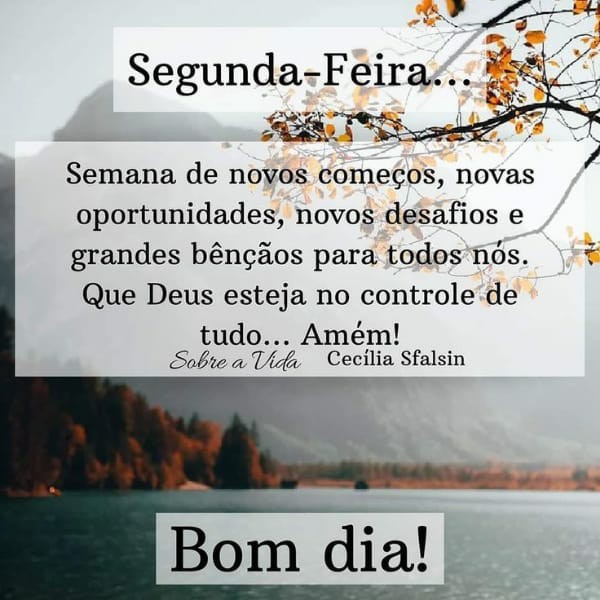 Segunda-Feira...
Semana de novos começos, novas
oportunidades, novos desafios e
grandes bênçãos para todos nós.
Que Deus esteja no controle de
tudo... Amém!
Sobre a Vida Cecília Sfalsin
Bom dia!